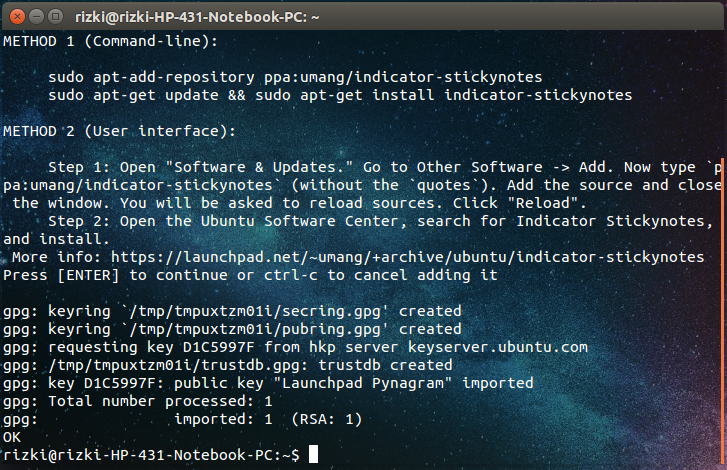 rizki@rizki-HP-431-Notebook-PC: ~
METHOD 1 (Command-line):
sudo apt-add-repository ppa:umang/indicator-stickynotes
sudo apt-get update && sudo apt-get install indicator-stickynotes
METHOD 2 (User interface):
Step 1: Open "Software & Updates." Go to Other Software -> Add. Now type `p
pa:umang/indicator-stickynotes` (without the `quotes`). Add the source and close
the window. You will be asked to reload sources. Click "Reload".
Step 2: Open the Ubuntu Software Center, search for Indicator Stickynotes,
and install.
More info: https://launchpad.net/~umang/+archive/ubuntu/indicator-stickynotes
Press [ENTER] to continue or ctrl-c to cancel adding it
gpg: keyring `/tmp/tmpuxtzm01i/secring.gpg' created
gpg: keyring `/tmp/tmpuxtzm01i/pubring.gpg' created
gpg: requesting key D1C5997F from hkp server keyserver.ubuntu.com
gpg: /tmp/tmpuxtzm01i/trustdb.gpg: trustdb created
gpg: key D1C5997F: public key "Launchpad Pynagram" imported
gpg: Total number processed: 1
gpg: imported: 1 (RSA: 1)
OK
rizki@rizki-HP-431-Notebook-PC:~$